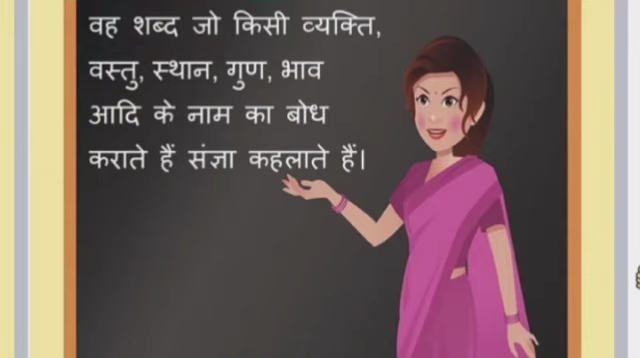 वह शब्द जो किसी व्यक्ति,
वस्तु, स्थान, गुण, भाव
आदि के नाम का बोध
कराते हैं संज्ञा कहलाते हैं।